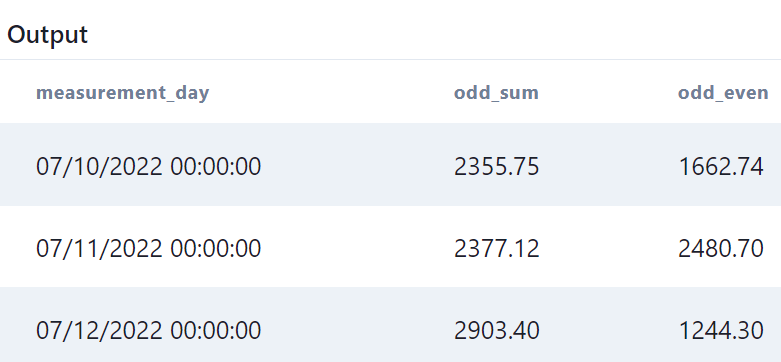 Output
measurement_day odd_sum odd_even
07/10/2022 00:00:00 2355.75 1662.74
07/11/2022 00:00:00 2377.12 2480.70
07/12/2022 00:00:00 2903.40 1244.30